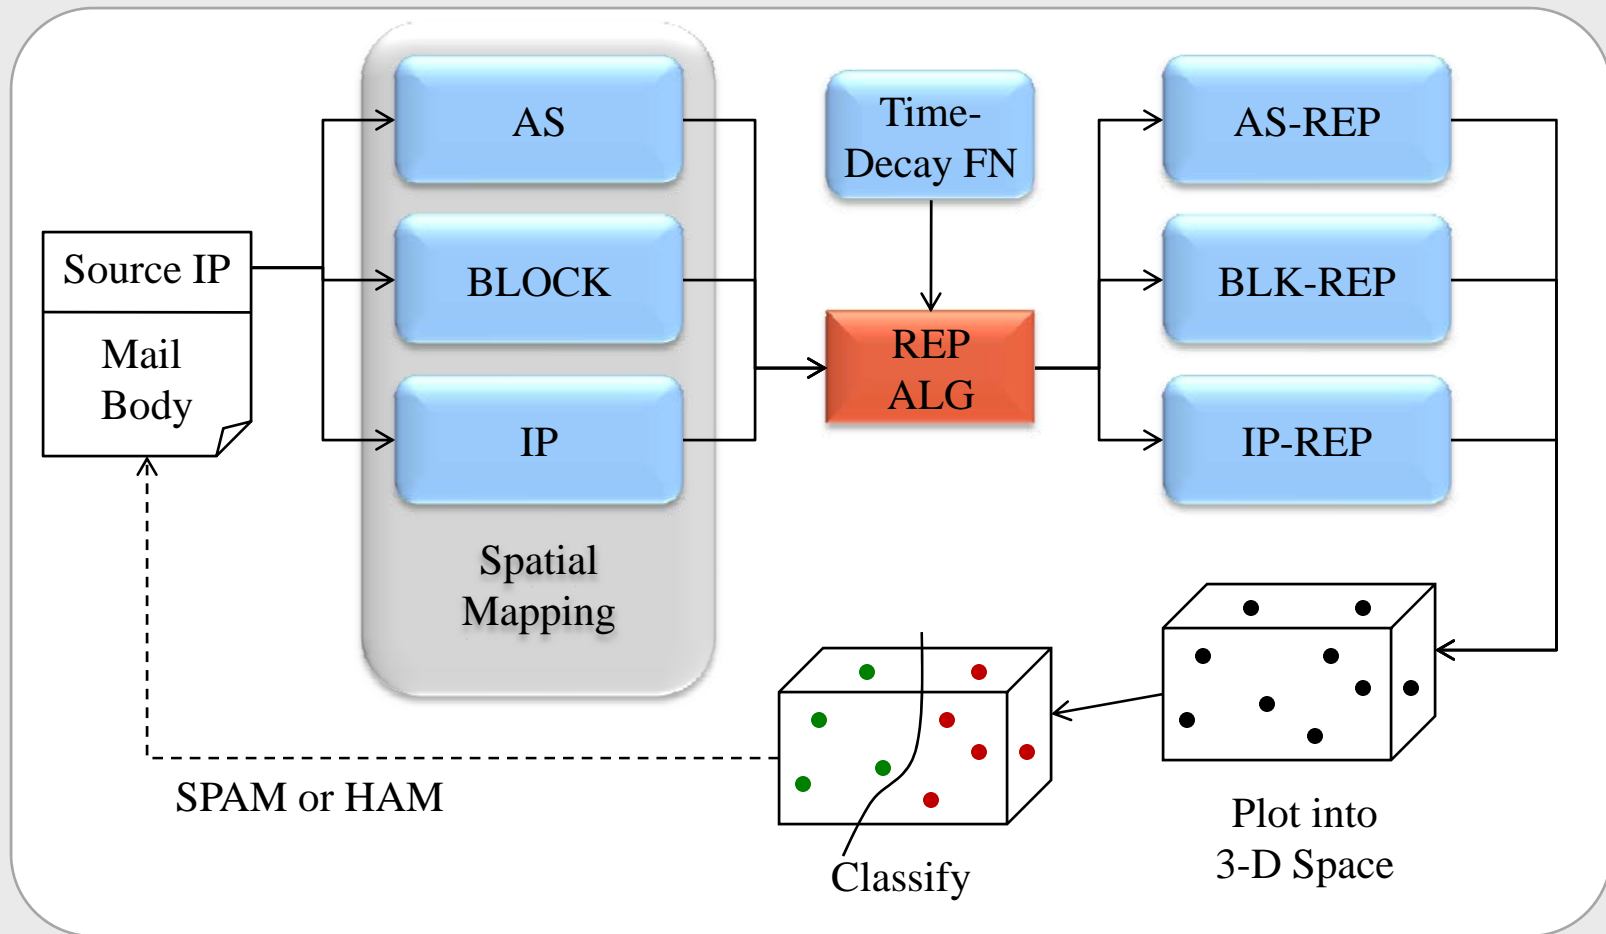 AS
Time-
Decay FN
AS-REP
Source IP
Mail
Body
BLOCK
BLK-REP
REP
ALG
IP
IP-REP
Spatial
Mapping
SPAM or HAM
Classify
Plot into
3-D Space